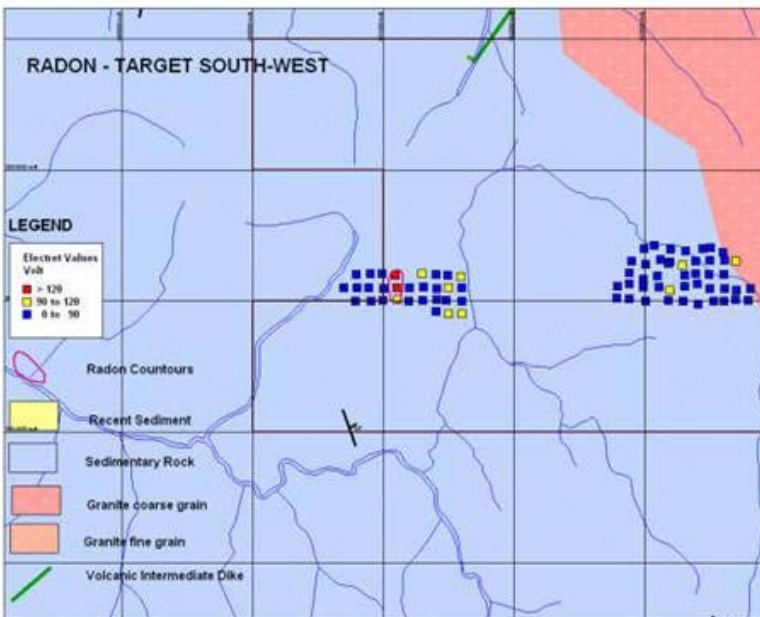 RADON - TARGET SOUTH-WEST
LEGEND
Electret Values
Volt
> 120
90 to 120
0 to 90
Radon Countours
Recent Sediment
Sedimentary Rock
Granite coarse grain
Granite fine grain
Volcanic Intermediate Dike